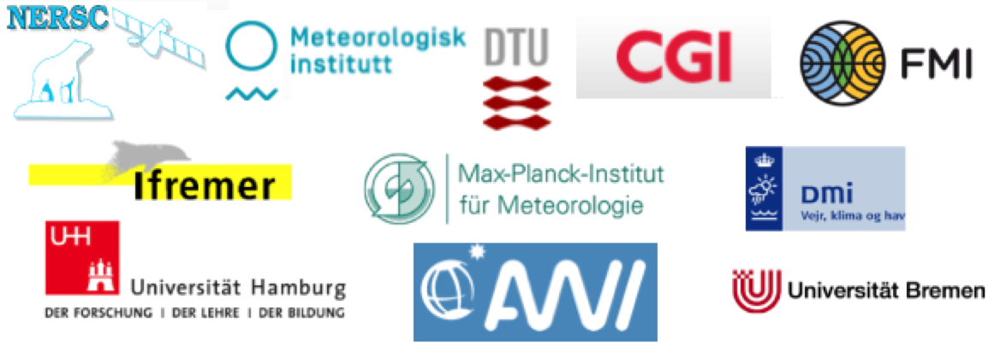 NERSC
Meteorologisk
institutt
DTU
CGI
FMI
Ifremer
Max-Planck-Institut
für Meteorologie
DMi
Vejr, klima og hav
UHH
Universität Hamburg
DER FORSCHUNG | DER LEHRE | DER BILDUNG
AWI
Universität Bremen